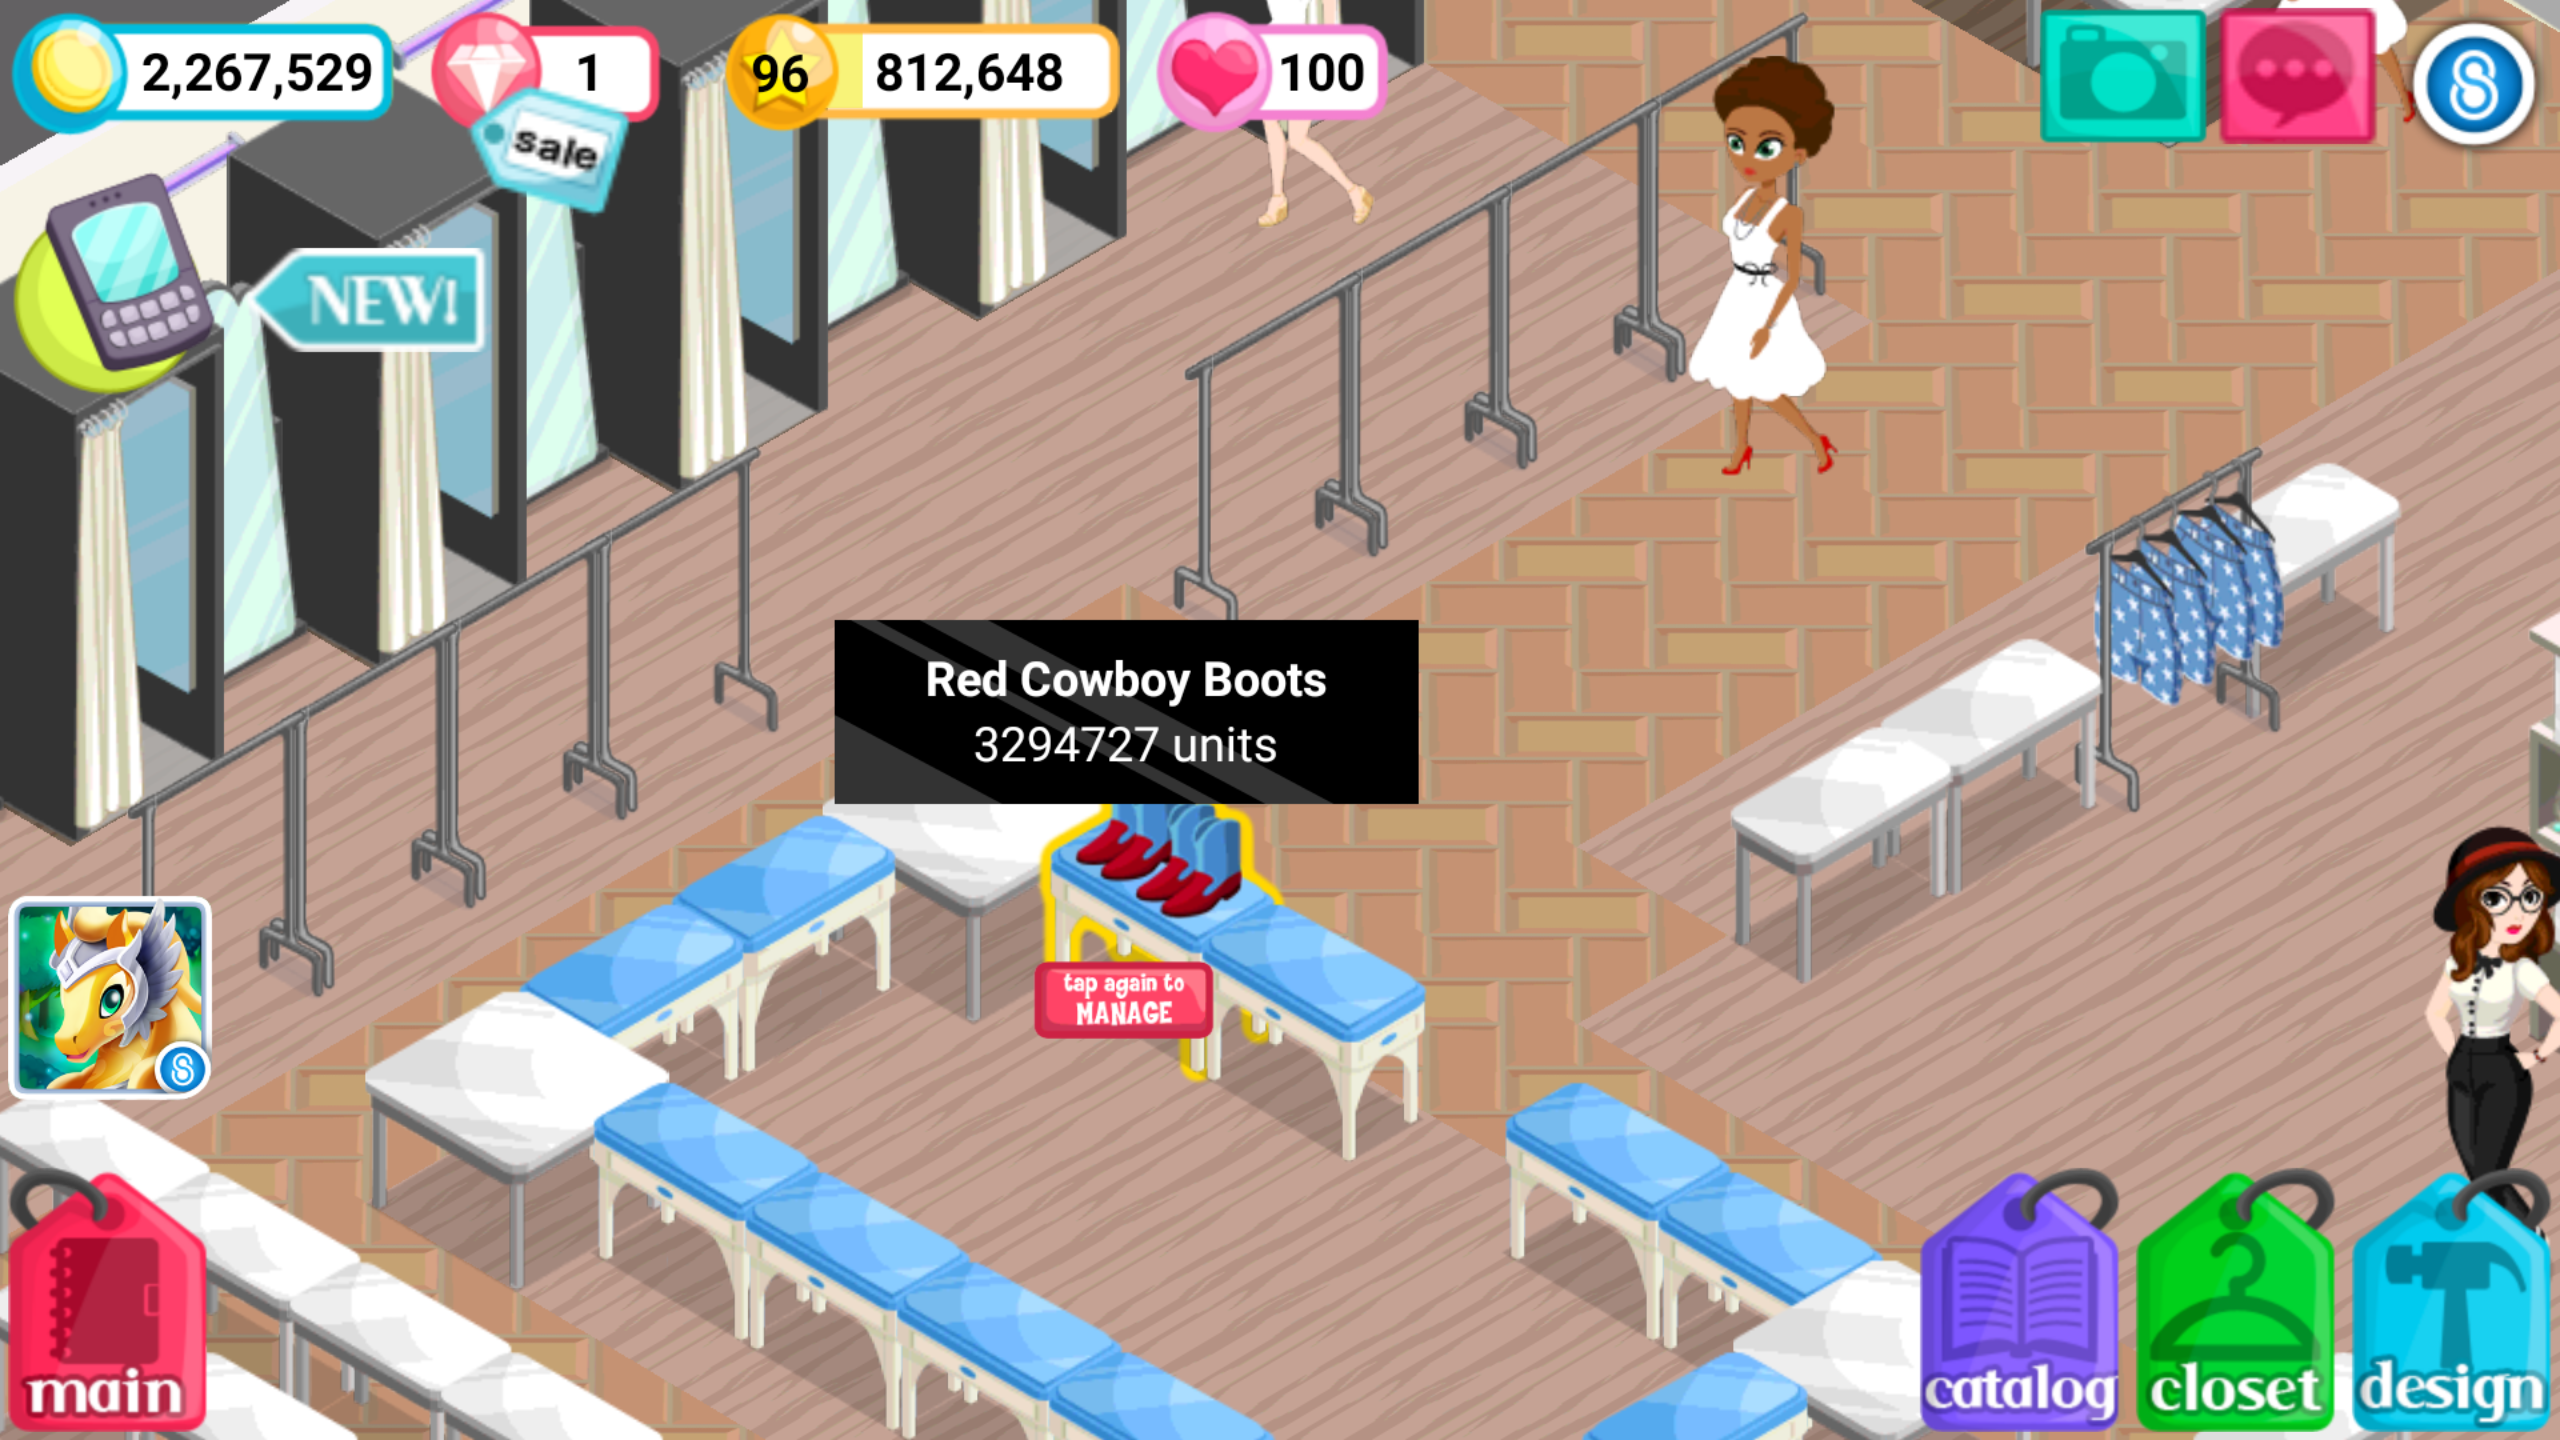 2,267,529
1
96
812,648
100
sale
NEW!
Red Cowboy Boots
3294727 units
tap again to
MANAGE
main
catalog
closet
design